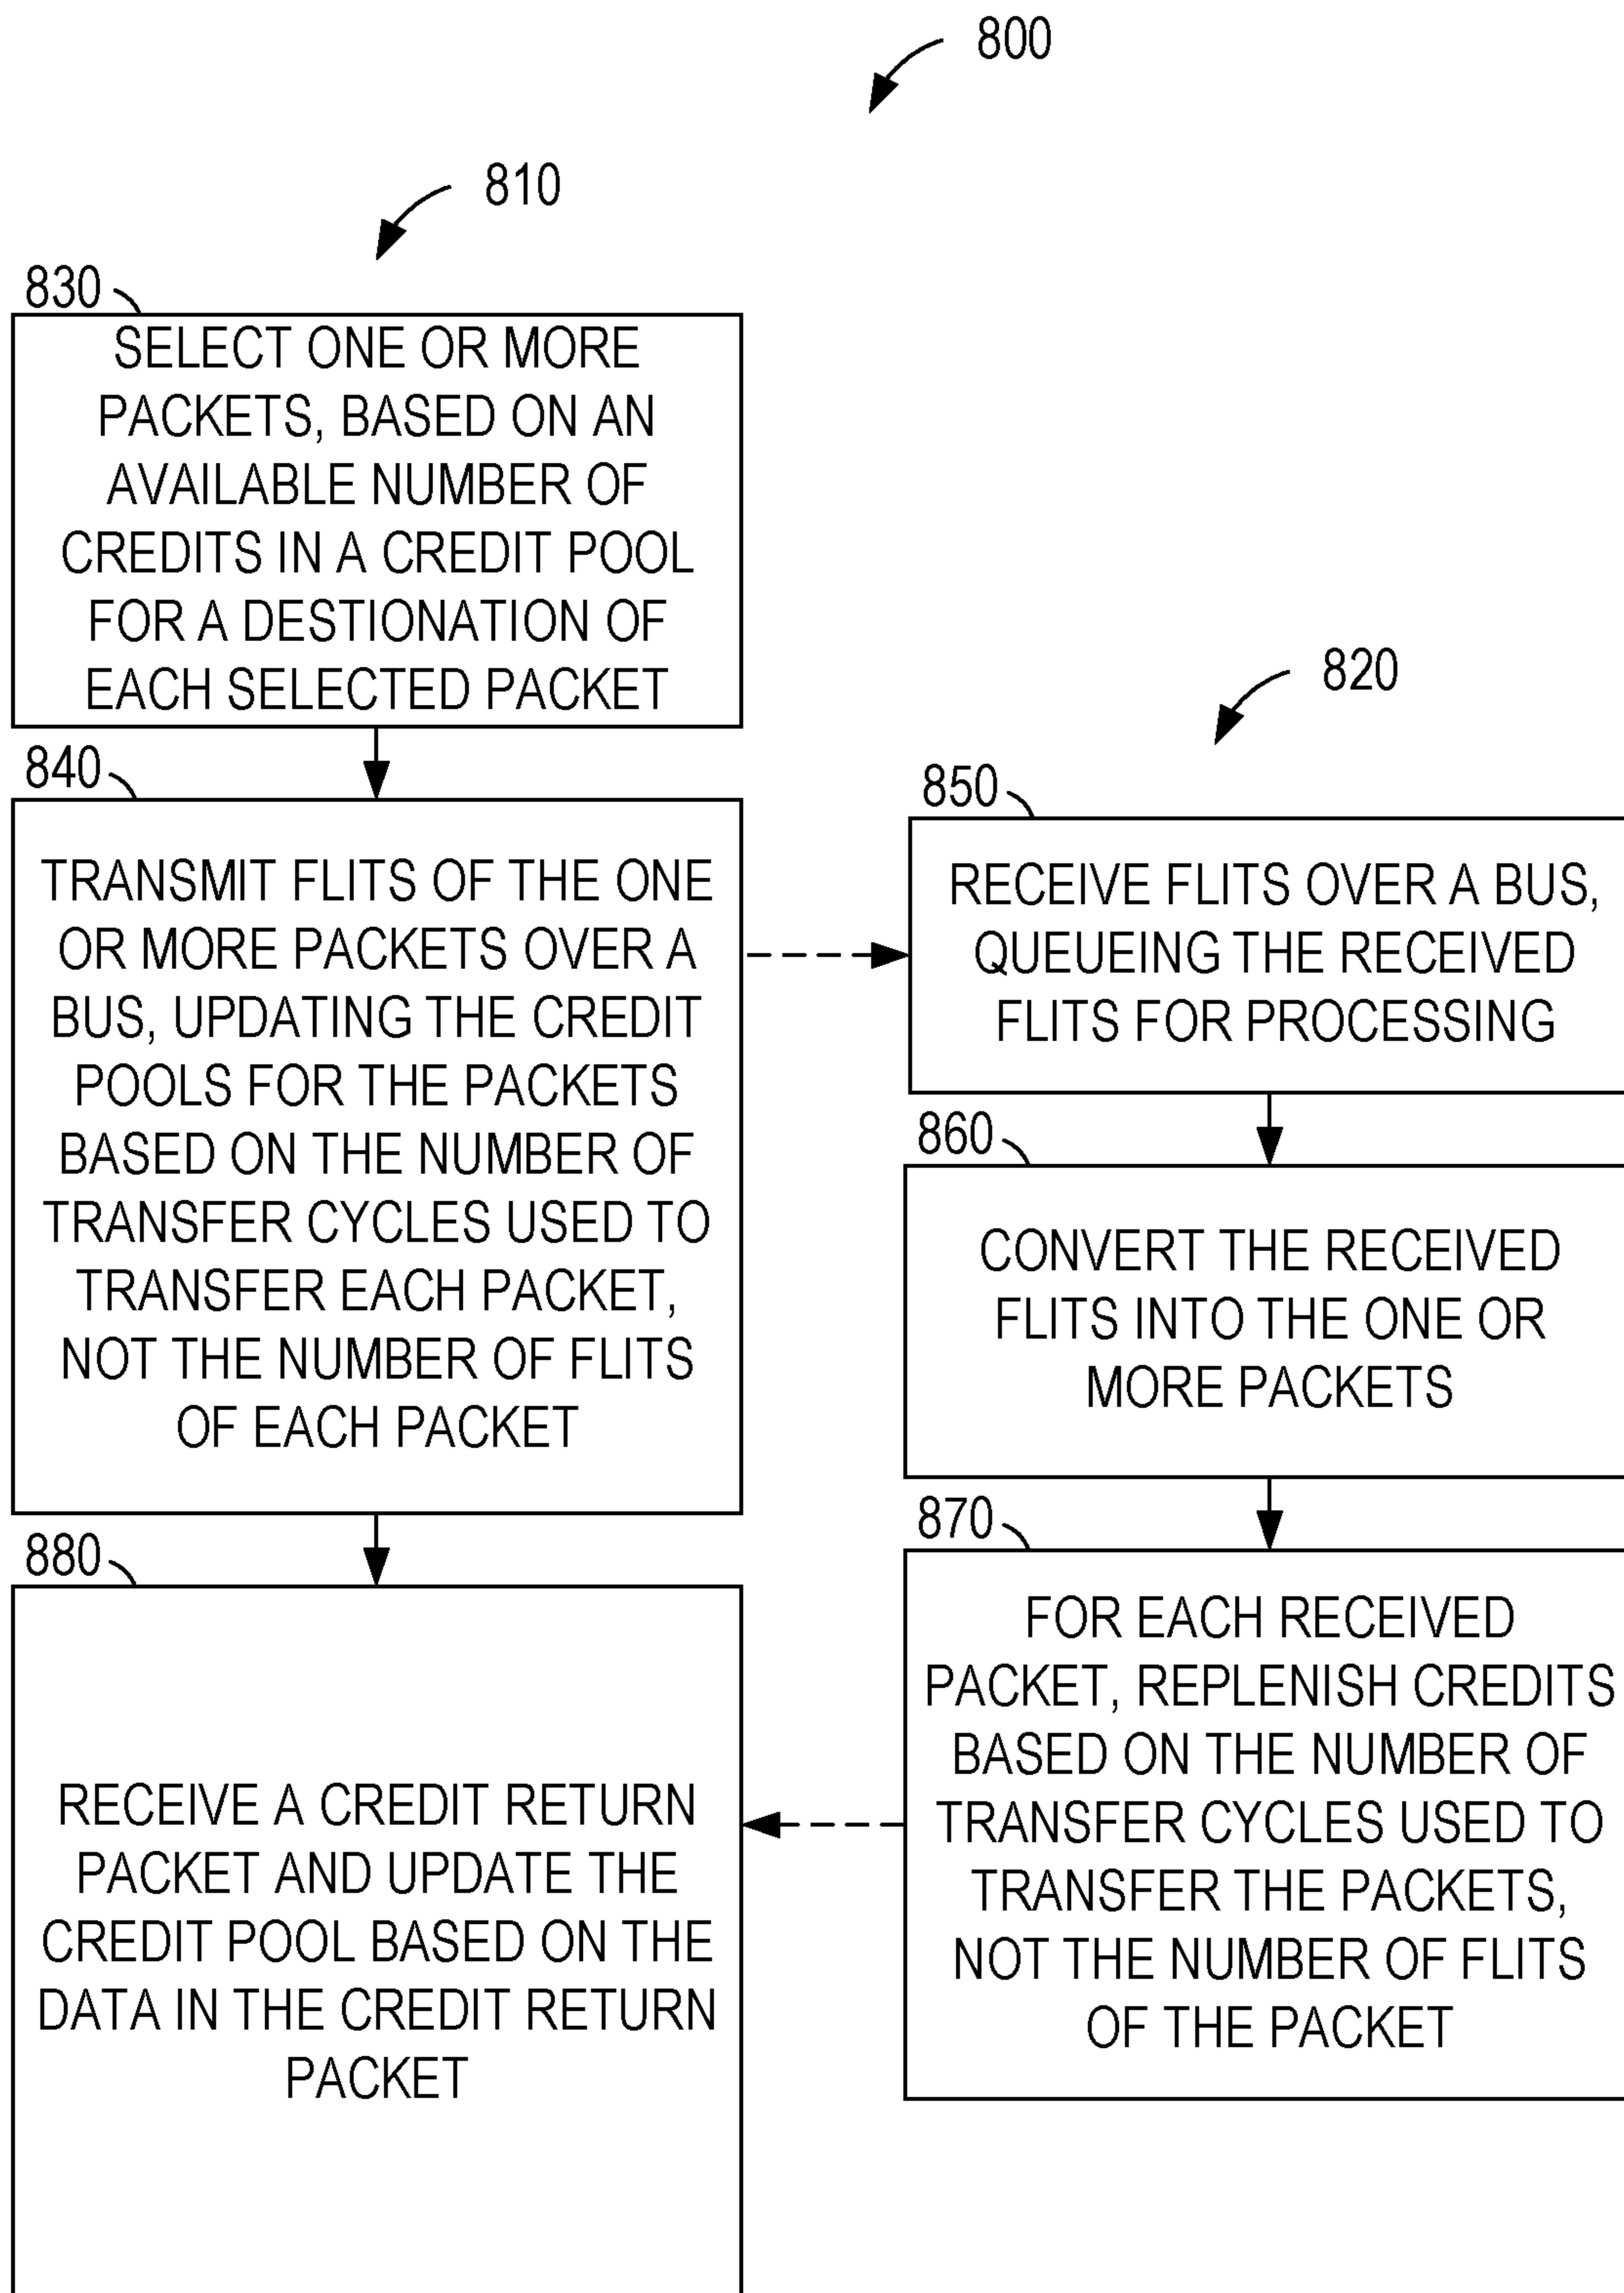 800
810
830
SELECT ONE OR MORE
PACKETS, BASED ON AN
AVAILABLE NUMBER OF
CREDITS IN A CREDIT POOL
FOR A DESTIONATION OF
EACH SELECTED PACKET
840
TRANSMIT FLITS OF THE ONE
OR MORE PACKETS OVER A
BUS, UPDATING THE CREDIT
POOLS FOR THE PACKETS
BASED ON THE NUMBER OF
TRANSFER CYCLES USED TO
TRANSFER EACH PACKET,
NOT THE NUMBER OF FLITS
OF EACH PACKET
880
RECEIVE A CREDIT RETURN
PACKET AND UPDATE THE
CREDIT POOL BASED ON THE
DATA IN THE CREDIT RETURN
PACKET
820
850
RECEIVE FLITS OVER A BUS,
QUEUEING THE RECEIVED
FLITS FOR PROCESSING
860
CONVERT THE RECEIVED
FLITS INTO THE ONE OR
MORE PACKETS
870
FOR EACH RECEIVED
PACKET, REPLENISH CREDITS
BASED ON THE NUMBER OF
TRANSFER CYCLES USED TO
TRANSFER THE PACKETS,
NOT THE NUMBER OF FLITS
OF THE PACKET